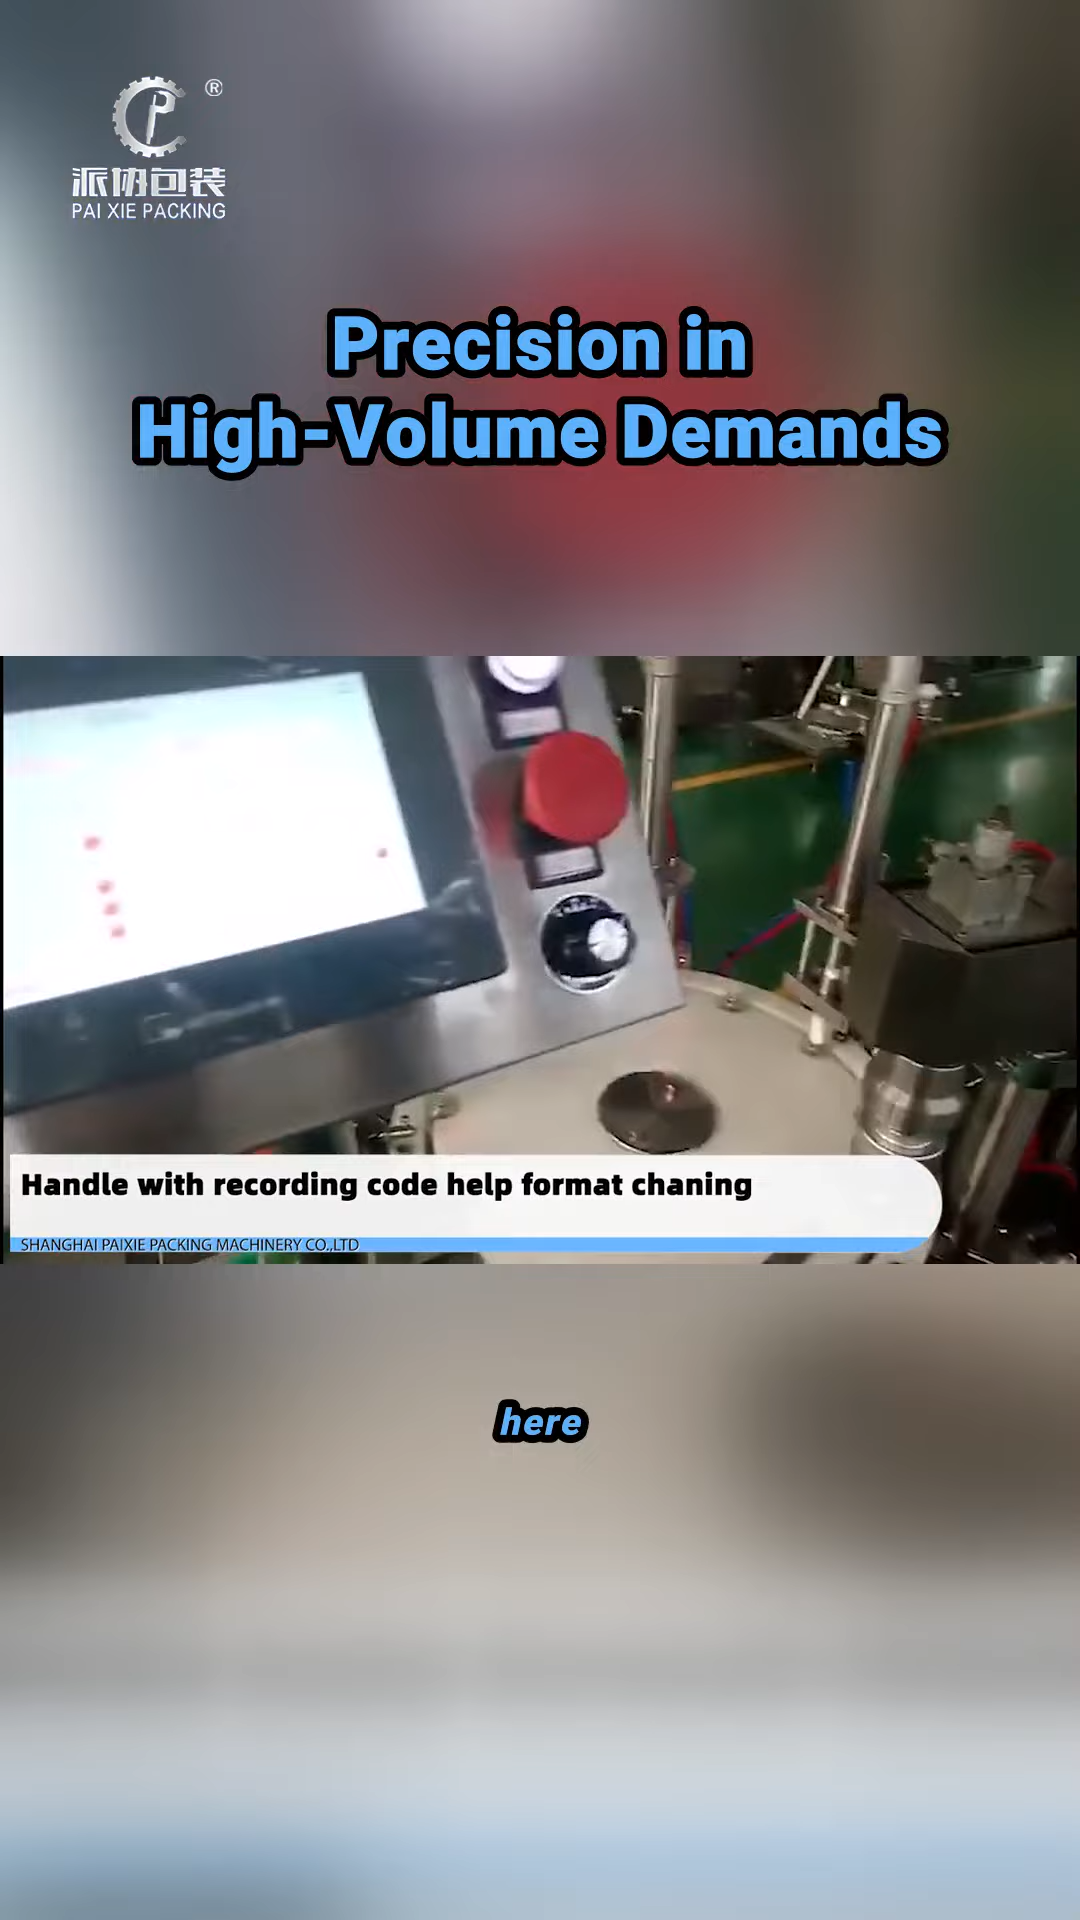 ®
派协包装
PAI XIE PACKING
Precision in
High-Volume Demands
Handle with recording code help format chaning
SHANGHAI PAIXIE PACKING MACHINERY CO.,LTD
here